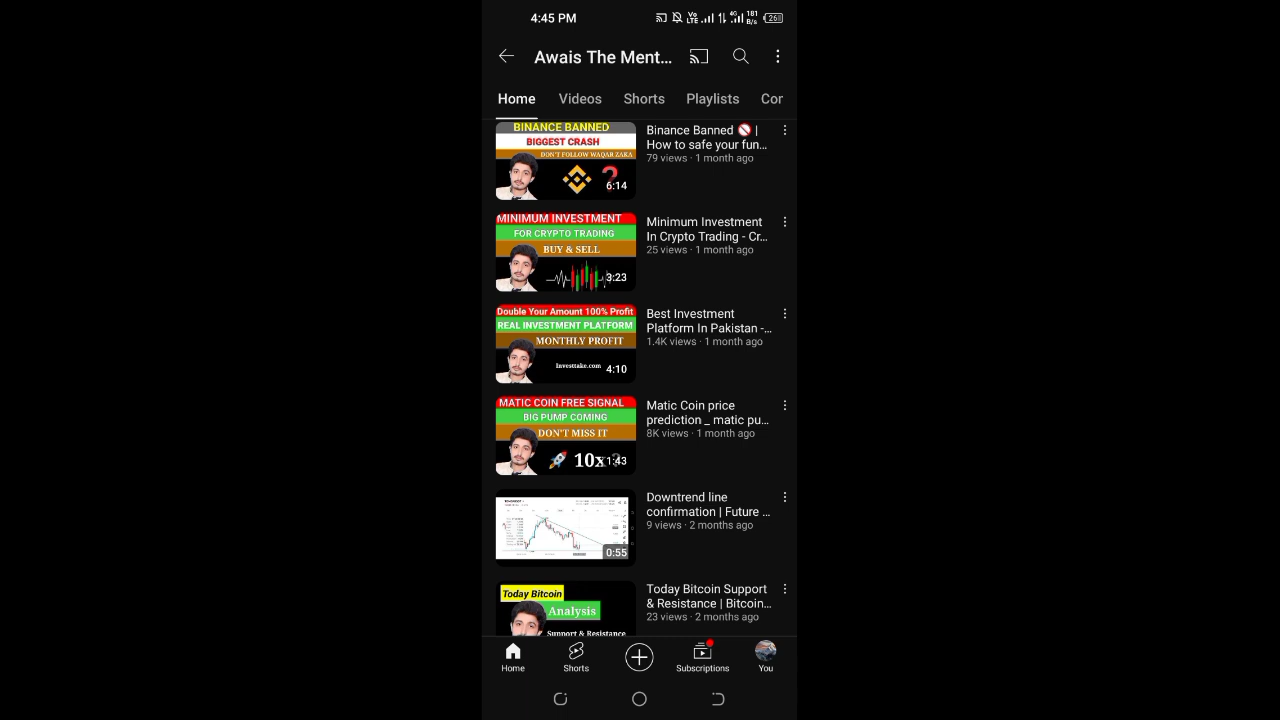 4:45 PM
Vo LTE
4G
181 B/s
26
Awais The Ment...
Home Videos Shorts Playlists Cor
BINANCE BANNED
BIGGEST CRASH
DON'T FOLLOW WAQAR ZAKA
6:14
Binance Banned 🚫 |
How to safe your fun...
79 views · 1 month ago
MINIMUM INVESTMENT
FOR CRYPTO TRADING
BUY & SELL
3:23
Minimum Investment
In Crypto Trading - Cr...
25 views · 1 month ago
Double Your Amount 100% Profit
REAL INVESTMENT PLATFORM
MONTHLY PROFIT
Investtake.com
4:10
Best Investment
Platform In Pakistan -...
1.4K views · 1 month ago
MATIC COIN FREE SIGNAL
BIG PUMP COMING
DON'T MISS IT
10x
1:43
Matic Coin price
prediction _ matic pu...
8K views · 1 month ago
0:55
Downtrend line
confirmation | Future ...
9 views · 2 months ago
Today Bitcoin
Analysis
Support & Resistance
Today Bitcoin Support
& Resistance | Bitcoin...
23 views · 2 months ago
Home Shorts Subscriptions You